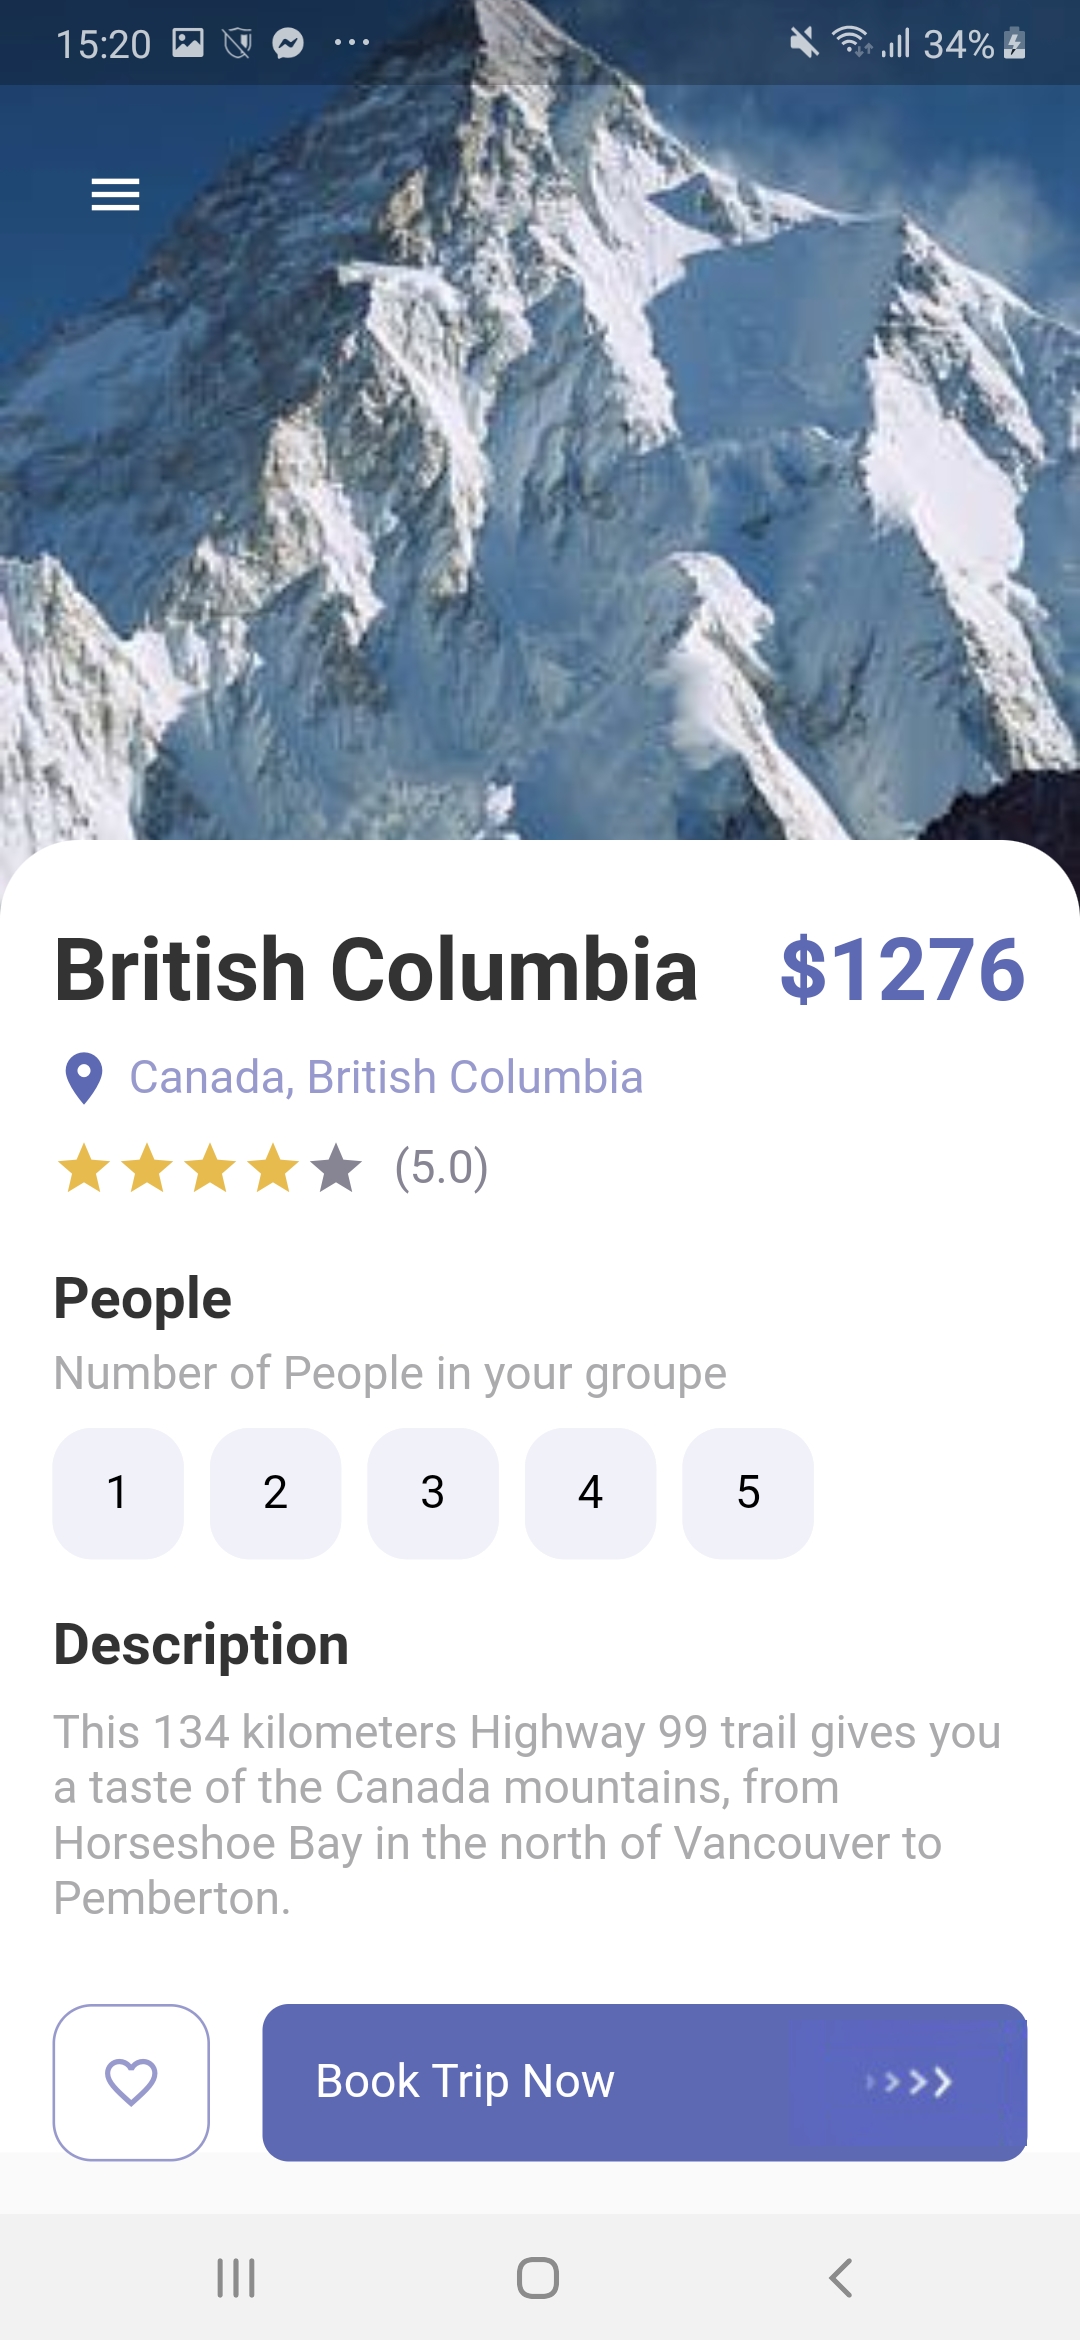 15:20
34%
British Columbia $1276
Canada, British Columbia
(5.0)
People
Number of People in your groupe
1 2 3 4 5
Description
This 134 kilometers Highway 99 trail gives you
a taste of the Canada mountains, from
Horseshoe Bay in the north of Vancouver to
Pemberton.
Book Trip Now